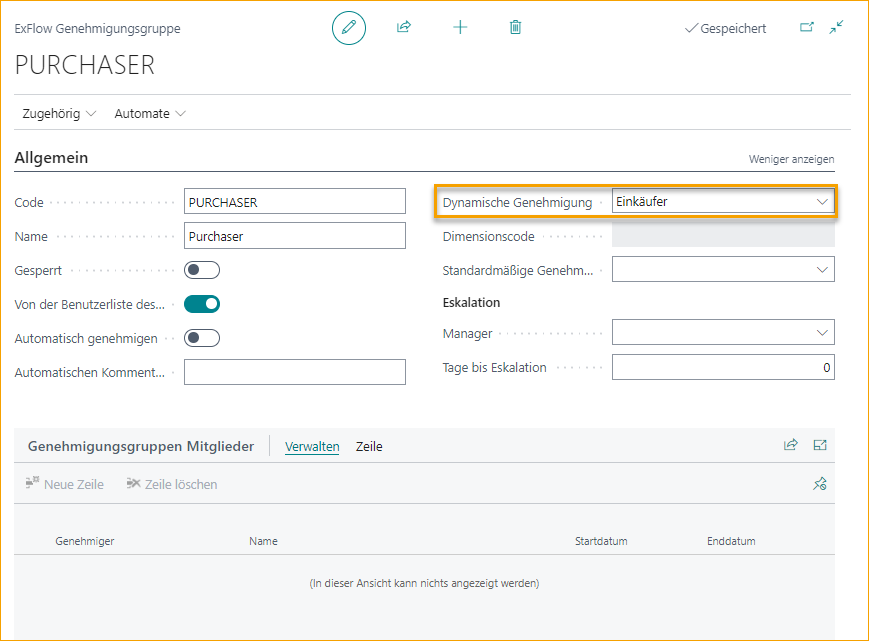 ExFlow Genehmigungsgruppe
Gespeichert
PURCHASER
Zugehörig
Automate
Allgemein
Weniger anzeigen
Code
PURCHASER
Dynamische Genehmigung
Einkäufer
Name
Purchaser
Dimensionscode
Gesperrt
Standardmäßige Genehm...
Von der Benutzerliste des...
Eskalation
Automatisch genehmigen
Manager
Automatischen Komment...
Tage bis Eskalation
0
Genehmigungsgruppen Mitglieder
Verwalten
Zeile
Neue Zeile
Zeile löschen
Genehmiger
Name
Startdatum
Enddatum
(In dieser Ansicht kann nichts angezeigt werden)